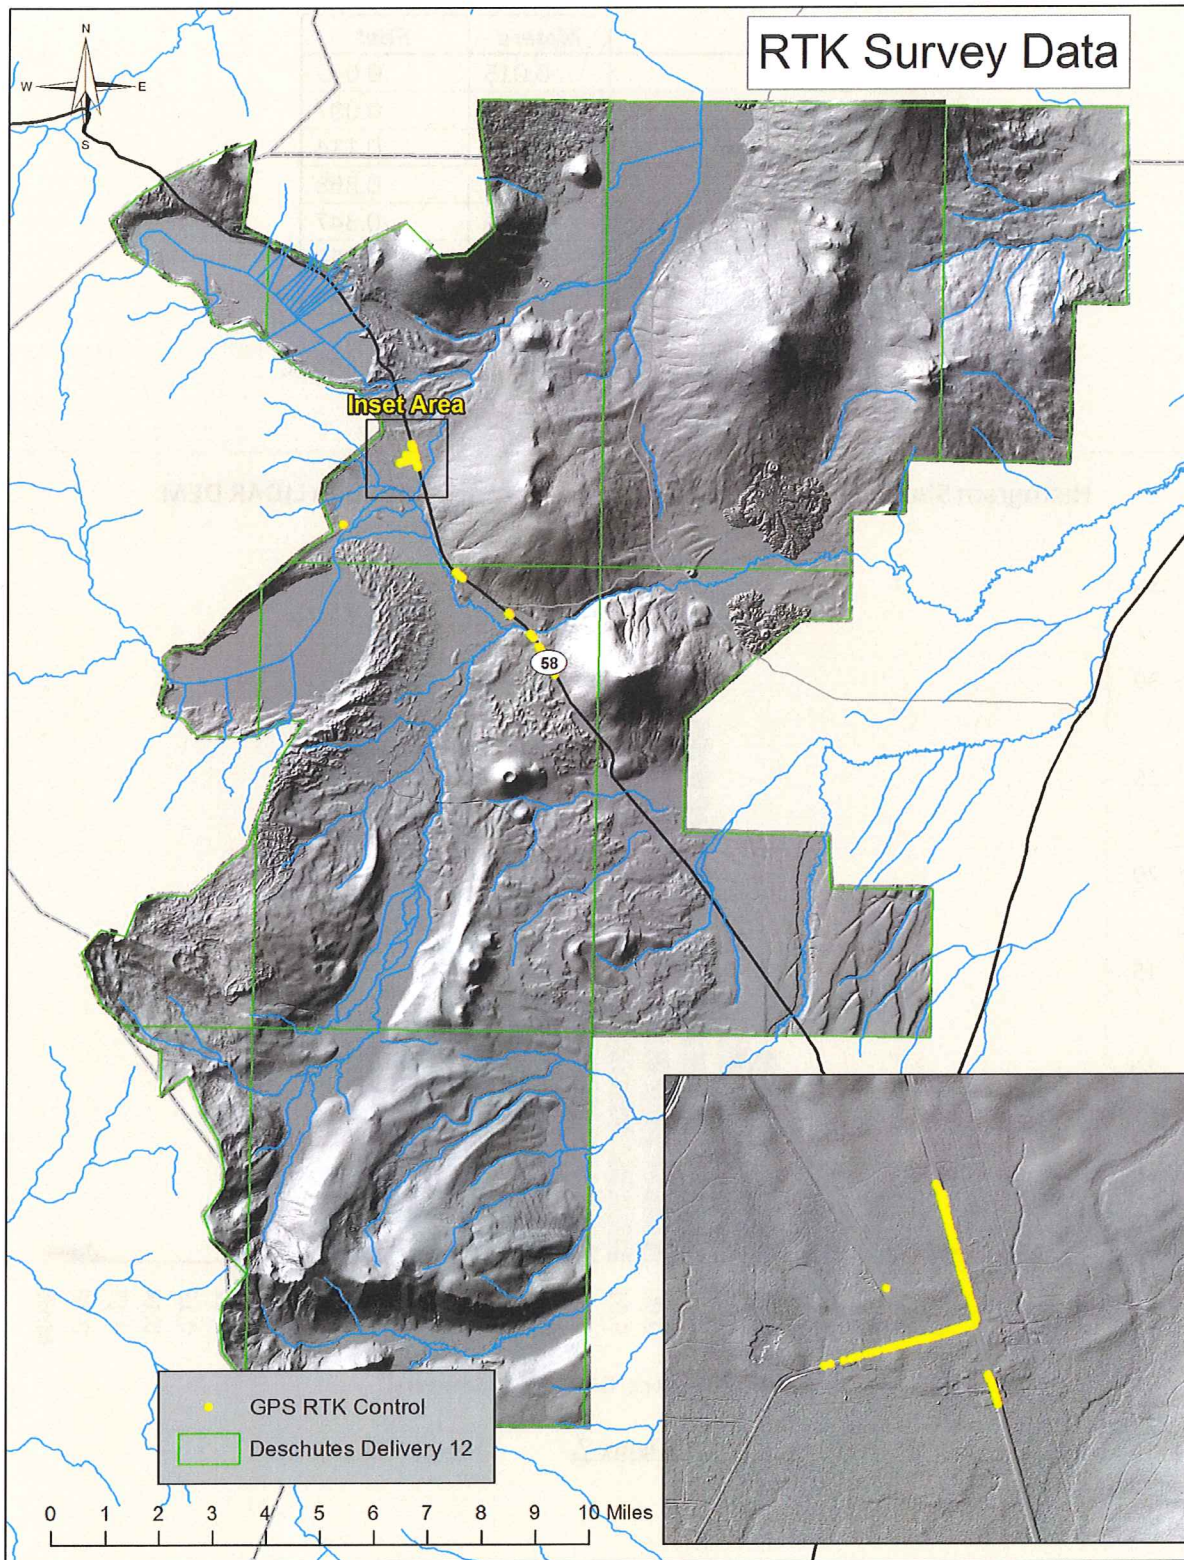 N
W E
S
RTK Survey Data
Inset Area
58
GPS RTK Control
Deschutes Delivery 12
0 1 2 3 4 5 6 7 8 9 10 Miles